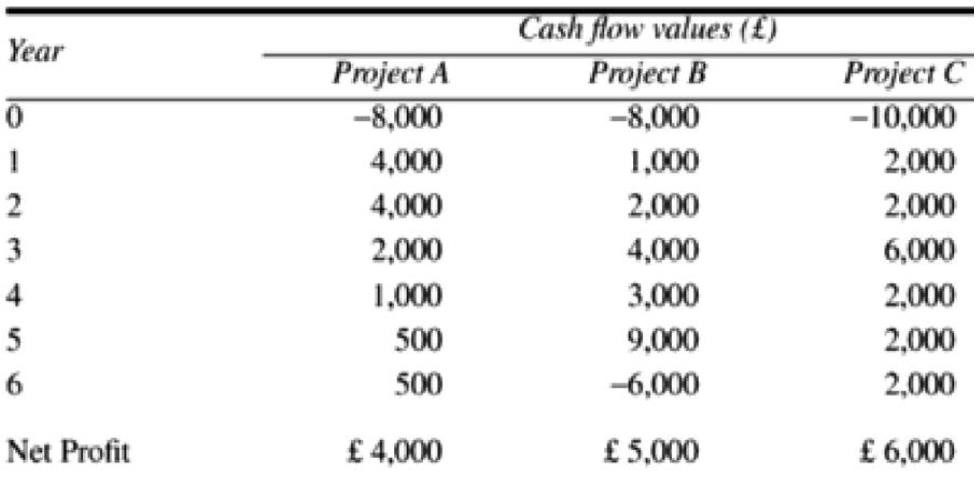 Cash flow values (£)
Year
Project A Project B Project C
0 –8,000 –8,000 –10,000
1 4,000 1,000 2,000
2 4,000 2,000 2,000
3 2,000 4,000 6,000
4 1,000 3,000 2,000
5 500 9,000 2,000
6 500 –6,000 2,000
Net Profit £ 4,000 £ 5,000 £ 6,000